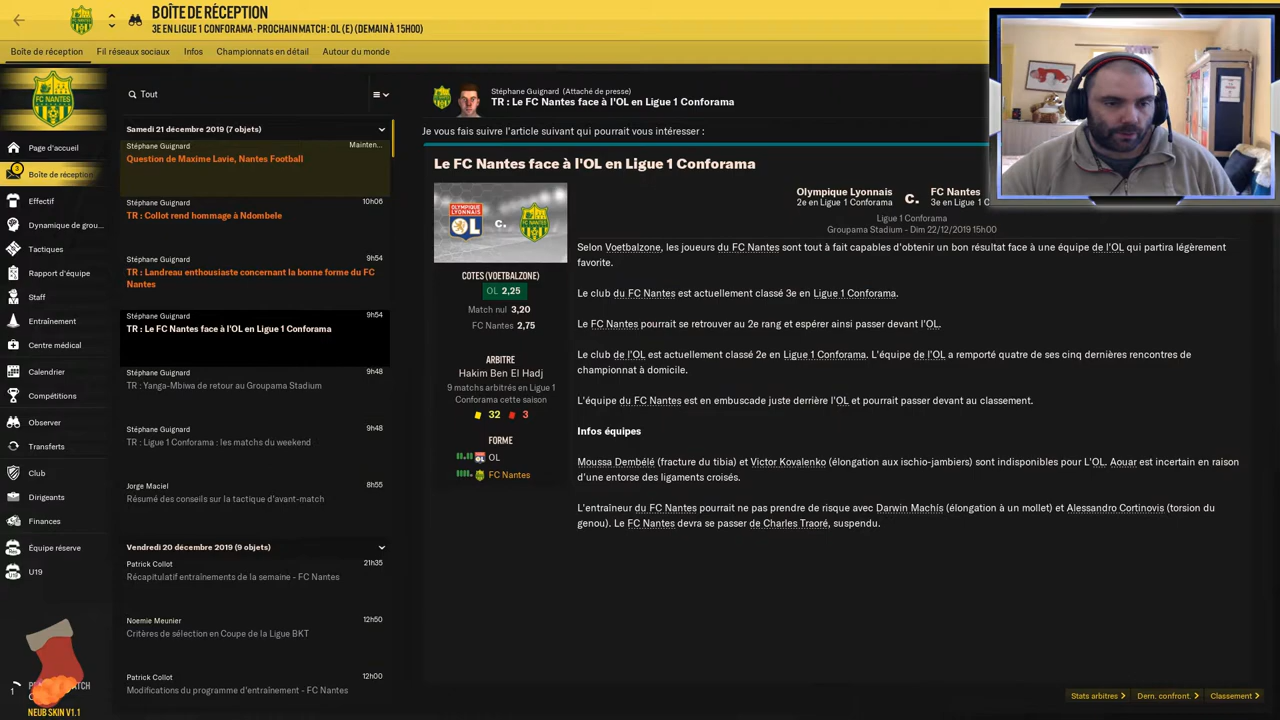 BOÎTE DE RÉCEPTION
3E EN LIGUE 1 CONFORAMA - PROCHAIN MATCH : OL (E) (DEMAIN À 15H00)
Boîte de réception
Fil réseaux sociaux
Infos
Championnats en détail
Autour du monde
FC NANTES
Page d'accueil
3
Boîte de réception
Effectif
Dynamique de grou...
Tactiques
Rapport d'équipe
Staff
Entraînement
Centre médical
Calendrier
Compétitions
Observer
Transferts
Club
Dirigeants
Finances
Équipe réserve
U19
NEUB SKIN V1.1
Tout
Samedi 21 décembre 2019 (7 objets)
Stéphane Guignard Mainten...
Question de Maxime Lavie, Nantes Football
Stéphane Guignard 10h06
TR : Collot rend hommage à Ndombele
Stéphane Guignard 9h54
TR : Landreau enthousiaste concernant la bonne forme du FC
Nantes
Stéphane Guignard 9h54
TR : Le FC Nantes face à l'OL en Ligue 1 Conforama
Stéphane Guignard 9h48
TR : Yanga-Mbiwa de retour au Groupama Stadium
Stéphane Guignard 9h48
TR : Ligue 1 Conforama : les matchs du weekend
Jorge Maciel 8h55
Résumé des conseils sur la tactique d'avant-match
Vendredi 20 décembre 2019 (9 objets)
Patrick Collot 21h35
Récapitulatif entraînements de la semaine - FC Nantes
Noemie Meunier 12h50
Critères de sélection en Coupe de la Ligue BKT
Patrick Collot 12h00
Modifications du programme d'entraînement - FC Nantes
Stéphane Guignard (Attaché de presse)
TR : Le FC Nantes face à l'OL en Ligue 1 Conforama
Je vous fais suivre l'article suivant qui pourrait vous intéresser :
Le FC Nantes face à l'OL en Ligue 1 Conforama
OLYMPIQUE LYONNAIS
OL
c.
Olympique Lyonnais
2e en Ligue 1 Conforama
c.
FC Nantes
3e en Ligue 1 C
Ligue 1 Conforama
Groupama Stadium - Dim 22/12/2019 15h00
COTES (VOETBALZONE)
OL 2,25
Match nul 3,20
FC Nantes 2,75
ARBITRE
Hakim Ben El Hadj
9 matchs arbitrés en Ligue 1
Conforama cette saison
32 3
FORME
OL
FC Nantes
Selon Voetbalzone, les joueurs du FC Nantes sont tout à fait capables d'obtenir un bon résultat face à une équipe de l'OL qui partira légèrement
favorite.
Le club du FC Nantes est actuellement classé 3e en Ligue 1 Conforama.
Le FC Nantes pourrait se retrouver au 2e rang et espérer ainsi passer devant l'OL.
Le club de l'OL est actuellement classé 2e en Ligue 1 Conforama. L'équipe de l'OL a remporté quatre de ses cinq dernières rencontres de
championnat à domicile.
L'équipe du FC Nantes est en embuscade juste derrière l'OL et pourrait passer devant au classement.
Infos équipes
Moussa Dembélé (fracture du tibia) et Victor Kovalenko (élongation aux ischio-jambiers) sont indisponibles pour L'OL. Aouar est incertain en raison
d'une entorse des ligaments croisés.
L'entraîneur du FC Nantes pourrait ne pas prendre de risque avec Darwin Machís (élongation à un mollet) et Alessandro Cortinovis (torsion du
genou). Le FC Nantes devra se passer de Charles Traoré, suspendu.
Stats arbitres
Dern. confront.
Classement